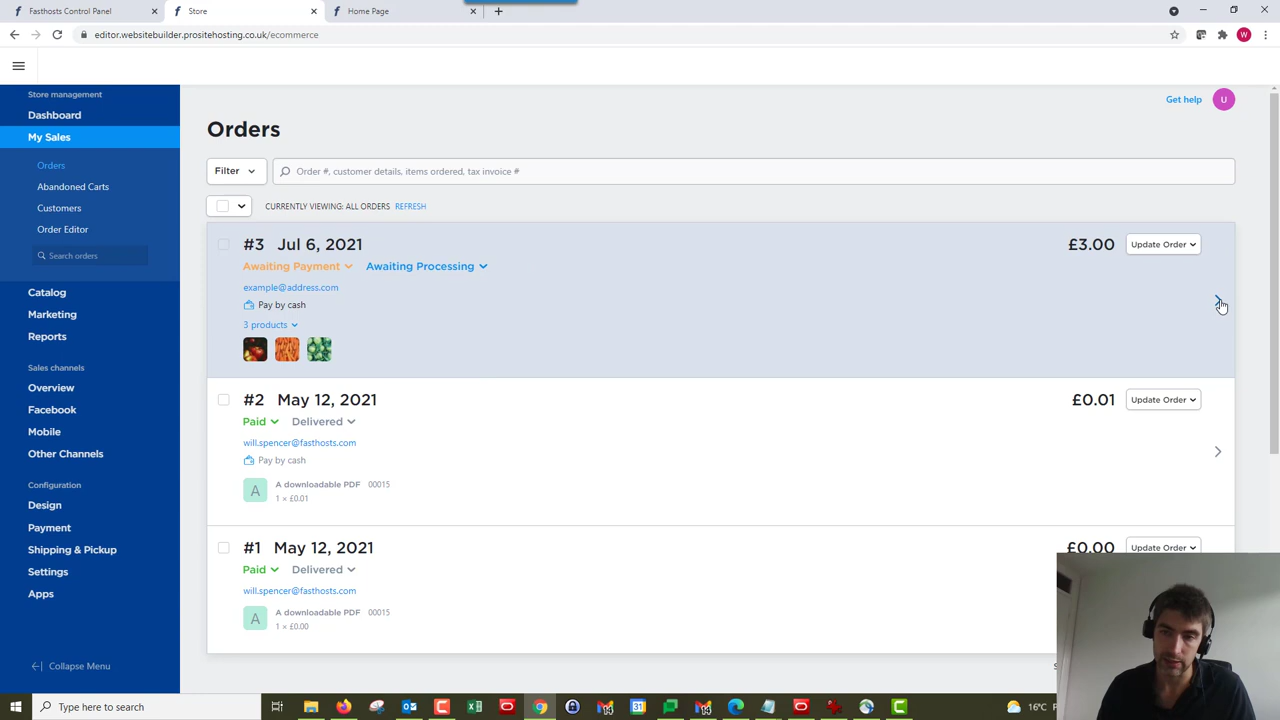 Fasthosts Control Panel
Store
Home Page
editor.websitebuilder.prositehosting.co.uk/ecommerce
W
Store management
Dashboard
My Sales
Orders
Abandoned Carts
Customers
Order Editor
Search orders
Catalog
Marketing
Reports
Sales channels
Overview
Facebook
Mobile
Other Channels
Configuration
Design
Payment
Shipping & Pickup
Settings
Apps
Collapse Menu
Get help
U
Orders
Filter
Order #, customer details, items ordered, tax invoice #
CURRENTLY VIEWING: ALL ORDERS REFRESH
#3 Jul 6, 2021 £3.00 Update Order
Awaiting Payment Awaiting Processing
example@address.com
Pay by cash
3 products
#2 May 12, 2021 £0.01 Update Order
Paid Delivered
will.spencer@fasthosts.com
Pay by cash
A
A downloadable PDF 00015
1 × £0.01
#1 May 12, 2021 £0.00 Update Order
Paid Delivered
will.spencer@fasthosts.com
A
A downloadable PDF 00015
1 × £0.00
Type here to search
16°C